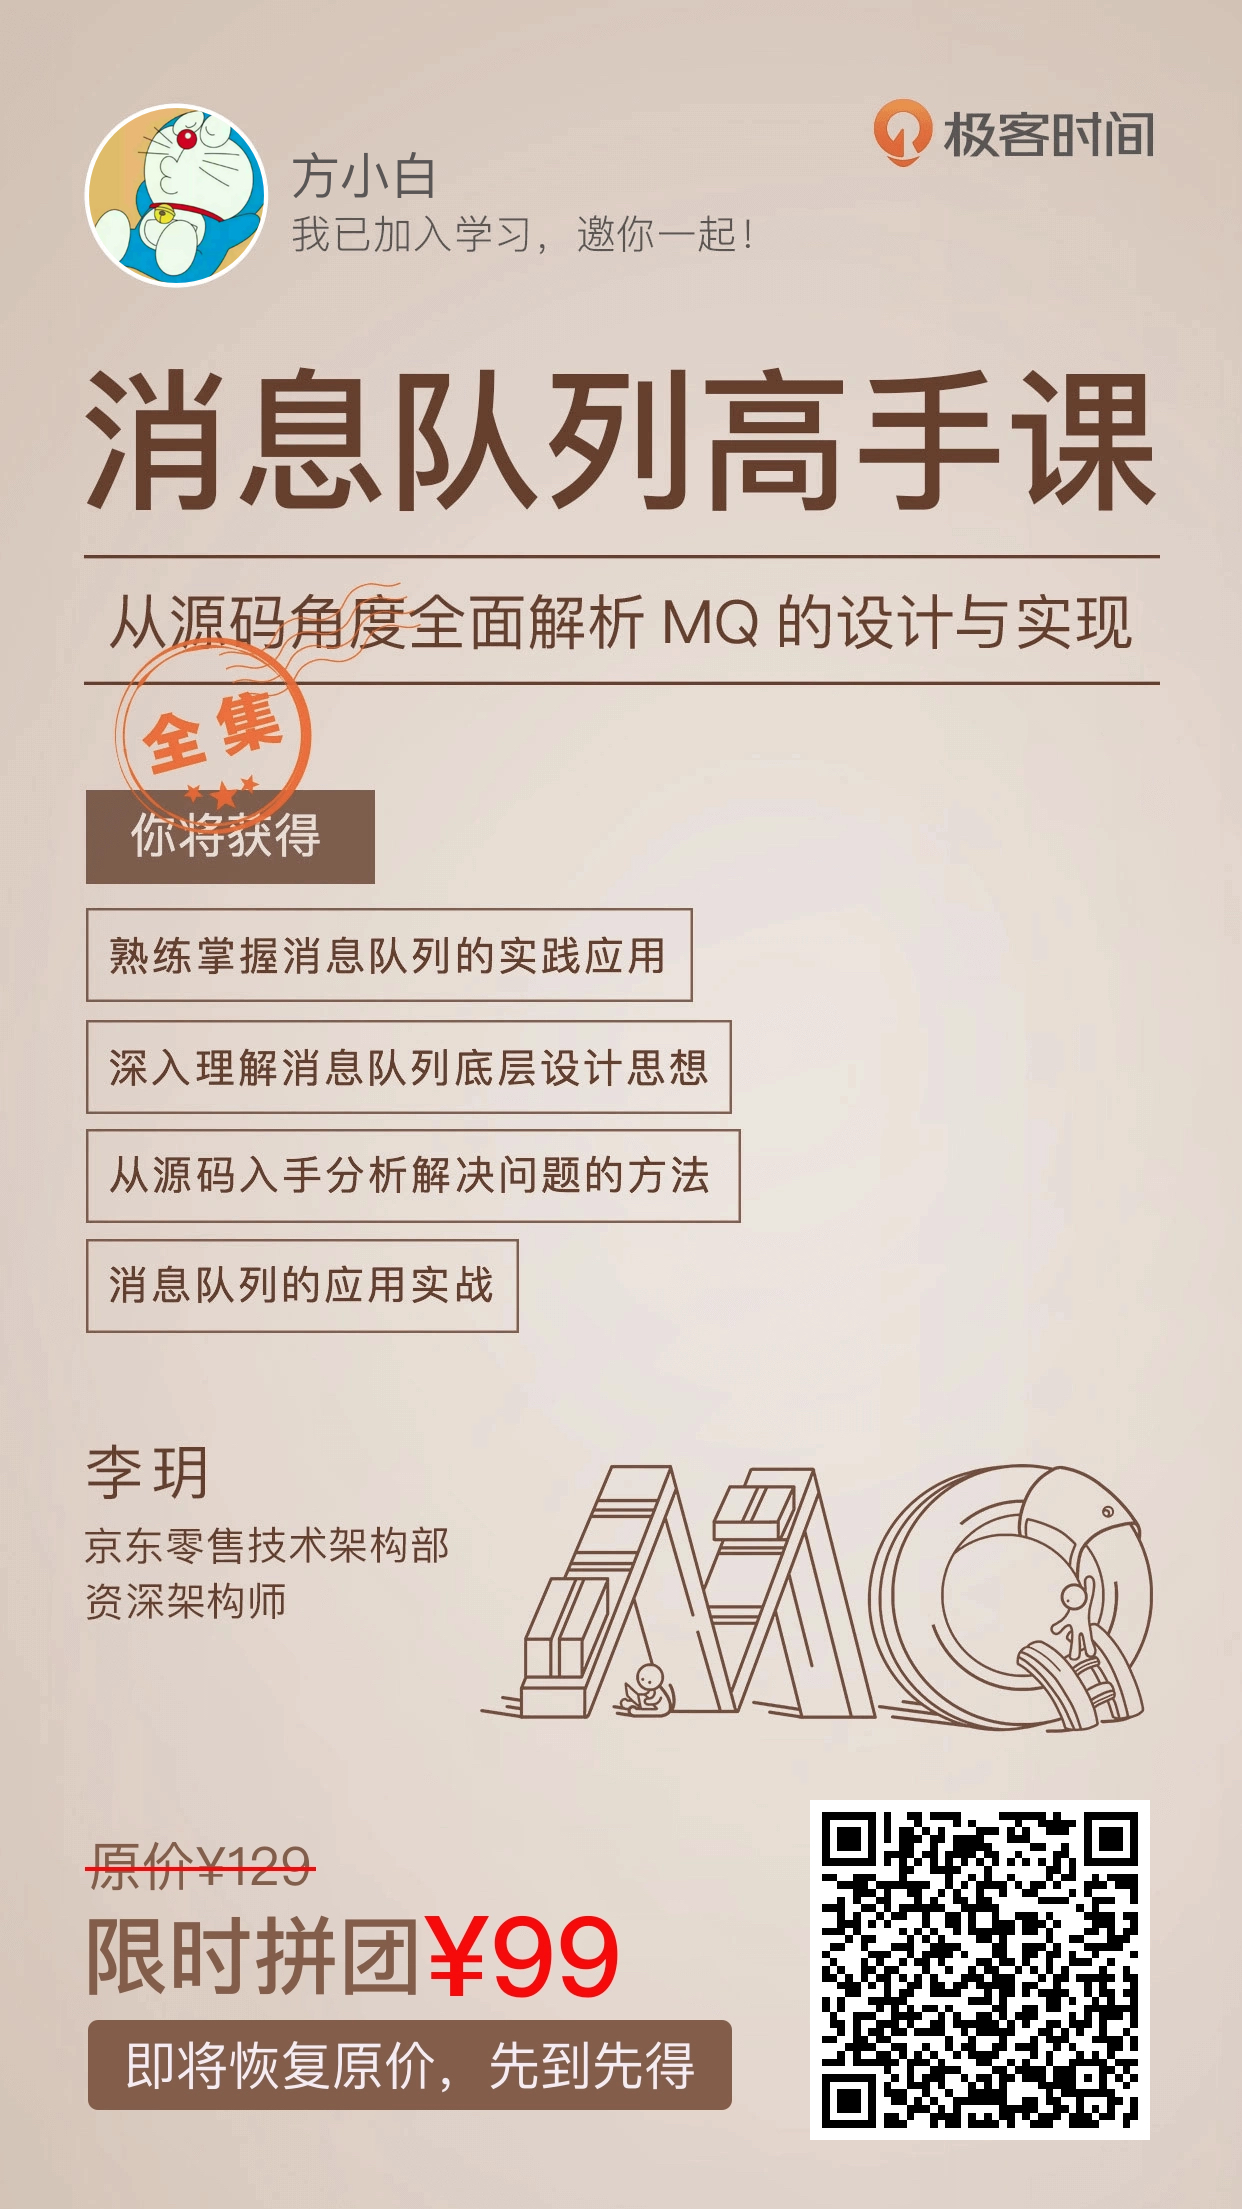 极客时间
方小白
我已加入学习，邀你一起！
消息队列高手课
从源码角度全面解析 MQ 的设计与实现
全集
你将获得
熟练掌握消息队列的实践应用
深入理解消息队列底层设计思想
从源码入手分析解决问题的方法
消息队列的应用实战
李玥
京东零售技术架构部
资深架构师
MQ
原价¥129
限时拼团¥99
即将恢复原价，先到先得